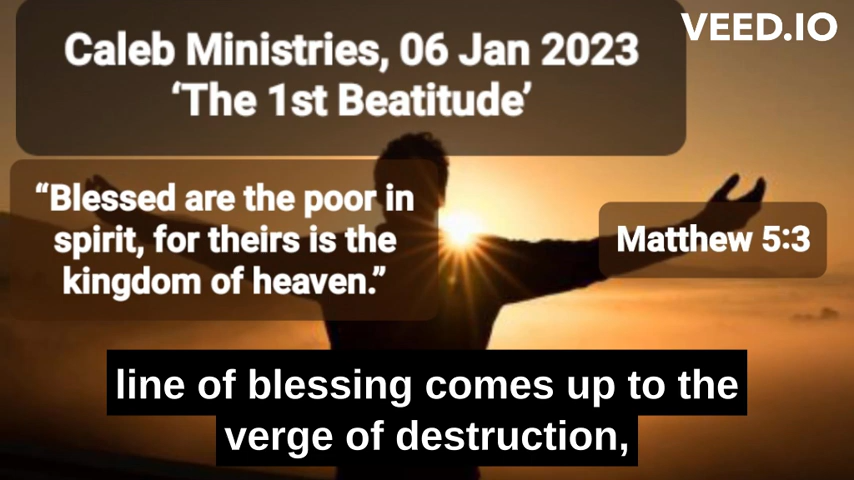 VEED.IO
Caleb Ministries, 06 Jan 2023
‘The 1st Beatitude’
“Blessed are the poor in
spirit, for theirs is the
kingdom of heaven.”
Matthew 5:3
line of blessing comes up to the
verge of destruction,